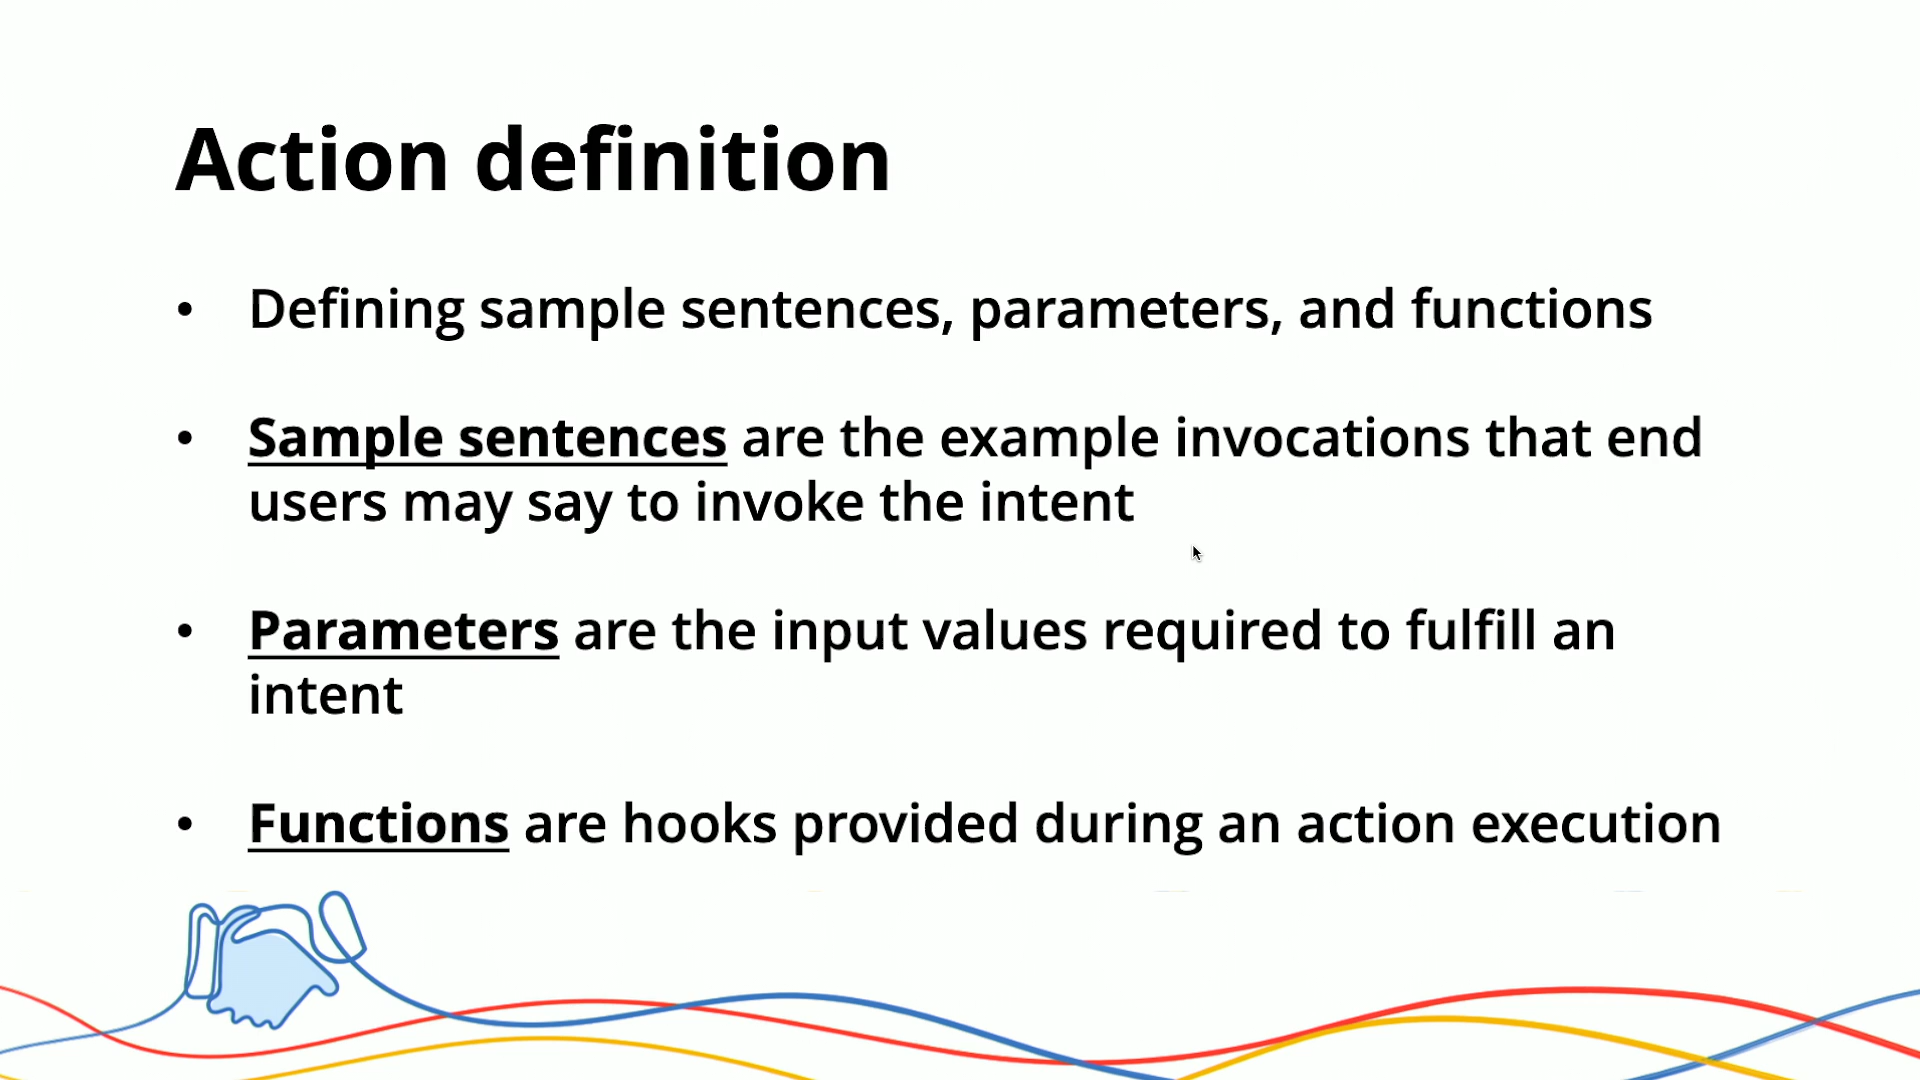 Action definition
• Defining sample sentences, parameters, and functions
• Sample sentences are the example invocations that end
users may say to invoke the intent
• Parameters are the input values required to fulfill an
intent
• Functions are hooks provided during an action execution